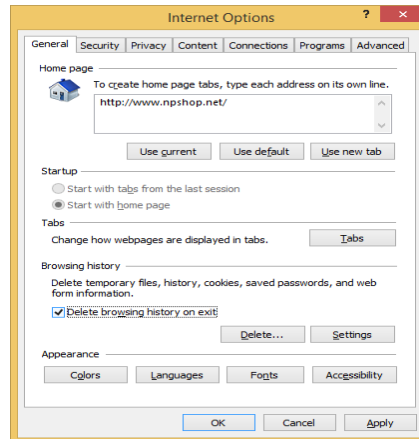 Internet Options
?
×
General Security Privacy Content Connections Programs Advanced
Home page
To create home page tabs, type each address on its own line.
http://www.npshop.net/
Use current Use default Use new tab
Startup
Start with tabs from the last session
Start with home page
Tabs
Change how webpages are displayed in tabs.
Tabs
Browsing history
Delete temporary files, history, cookies, saved passwords, and web
form information.
Delete browsing history on exit
Delete... Settings
Appearance
Colors Languages Fonts Accessibility
OK Cancel Apply